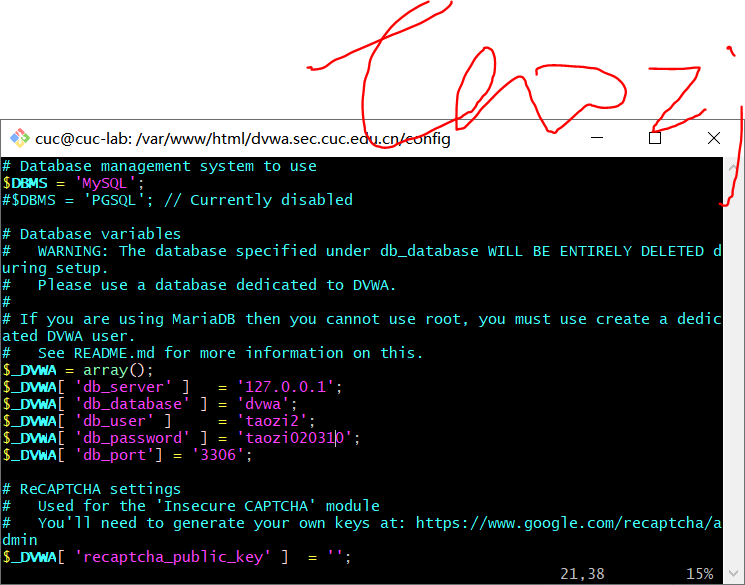 taozi
cuc@cuc-lab: /var/www/html/dvwa.sec.cuc.edu.cn/config
# Database management system to use
$DBMS = 'MySQL';
#$DBMS = 'PGSQL'; // Currently disabled
# Database variables
#   WARNING: The database specified under db_database WILL BE ENTIRELY DELETED d
uring setup.
#   Please use a database dedicated to DVWA.
#
# If you are using MariaDB then you cannot use root, you must use create a dedic
ated DVWA user.
#   See README.md for more information on this.
$_DVWA = array();
$_DVWA[ 'db_server' ]   = '127.0.0.1';
$_DVWA[ 'db_database' ] = 'dvwa';
$_DVWA[ 'db_user' ]     = 'taozi2';
$_DVWA[ 'db_password' ] = 'taozi020310';
$_DVWA[ 'db_port'] = '3306';
# ReCAPTCHA settings
#   Used for the 'Insecure CAPTCHA' module
#   You'll need to generate your own keys at: https://www.google.com/recaptcha/a
dmin
$_DVWA[ 'recaptcha_public_key' ]  = '';
21,38 15%